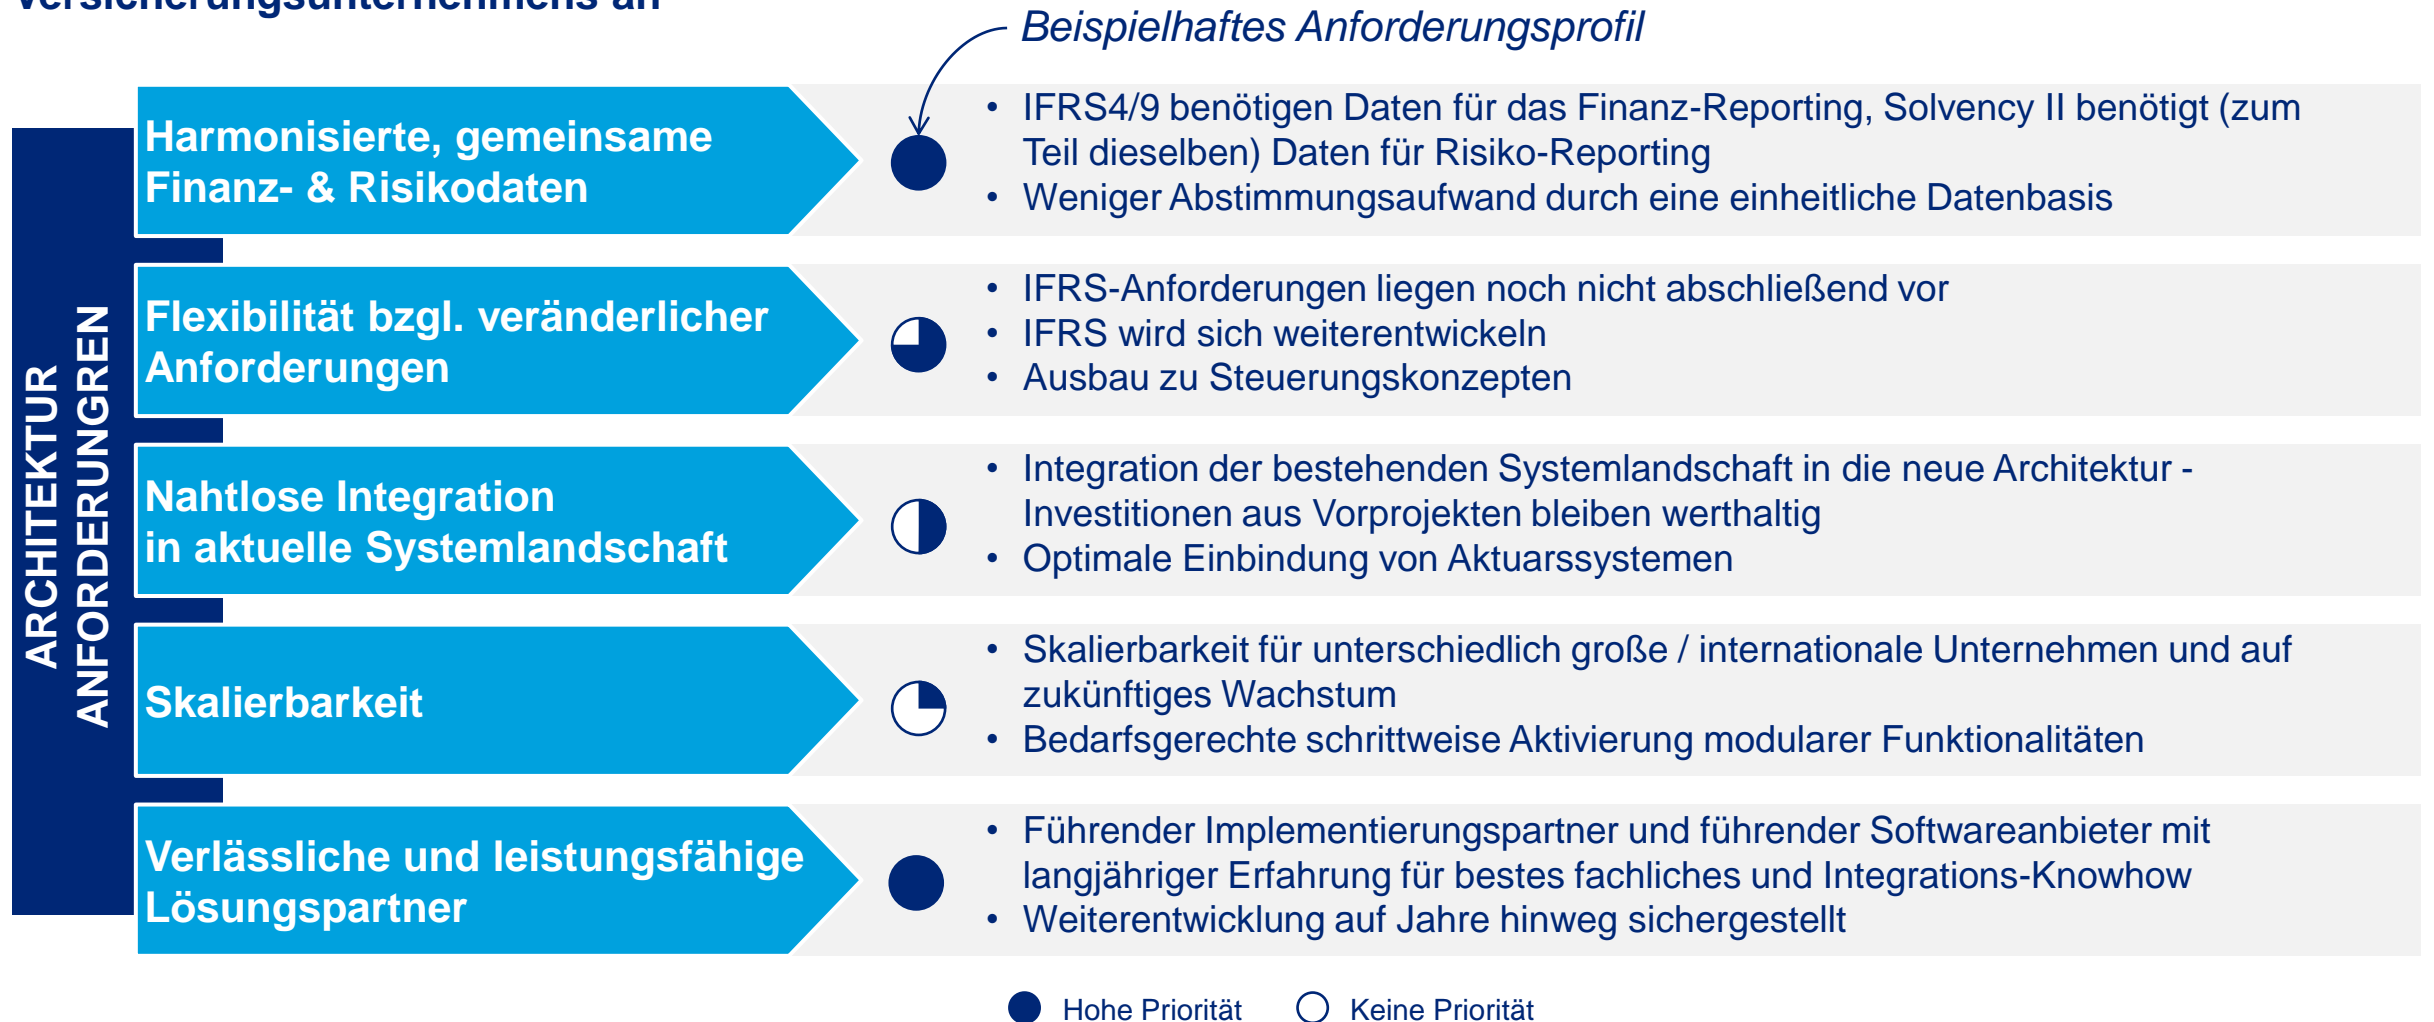 Versicherungsunternehmens an
Beispielhaftes Anforderungsprofil
ARCHITEKTUR
ANFORDERUNGREN
Harmonisierte, gemeinsame
Finanz- & Risikodaten
• IFRS4/9 benötigen Daten für das Finanz-Reporting, Solvency II benötigt (zum
Teil dieselben) Daten für Risiko-Reporting
• Weniger Abstimmungsaufwand durch eine einheitliche Datenbasis
Flexibilität bzgl. veränderlicher
Anforderungen
• IFRS-Anforderungen liegen noch nicht abschließend vor
• IFRS wird sich weiterentwickeln
• Ausbau zu Steuerungskonzepten
Nahtlose Integration
in aktuelle Systemlandschaft
• Integration der bestehenden Systemlandschaft in die neue Architektur -
Investitionen aus Vorprojekten bleiben werthaltig
• Optimale Einbindung von Aktuarssystemen
Skalierbarkeit
• Skalierbarkeit für unterschiedlich große / internationale Unternehmen und auf
zukünftiges Wachstum
• Bedarfsgerechte schrittweise Aktivierung modularer Funktionalitäten
Verlässliche und leistungsfähige
Lösungspartner
• Führender Implementierungspartner und führender Softwareanbieter mit
langjähriger Erfahrung für bestes fachliches und Integrations-Knowhow
• Weiterentwicklung auf Jahre hinweg sichergestellt
Hohe Priorität
Keine Priorität